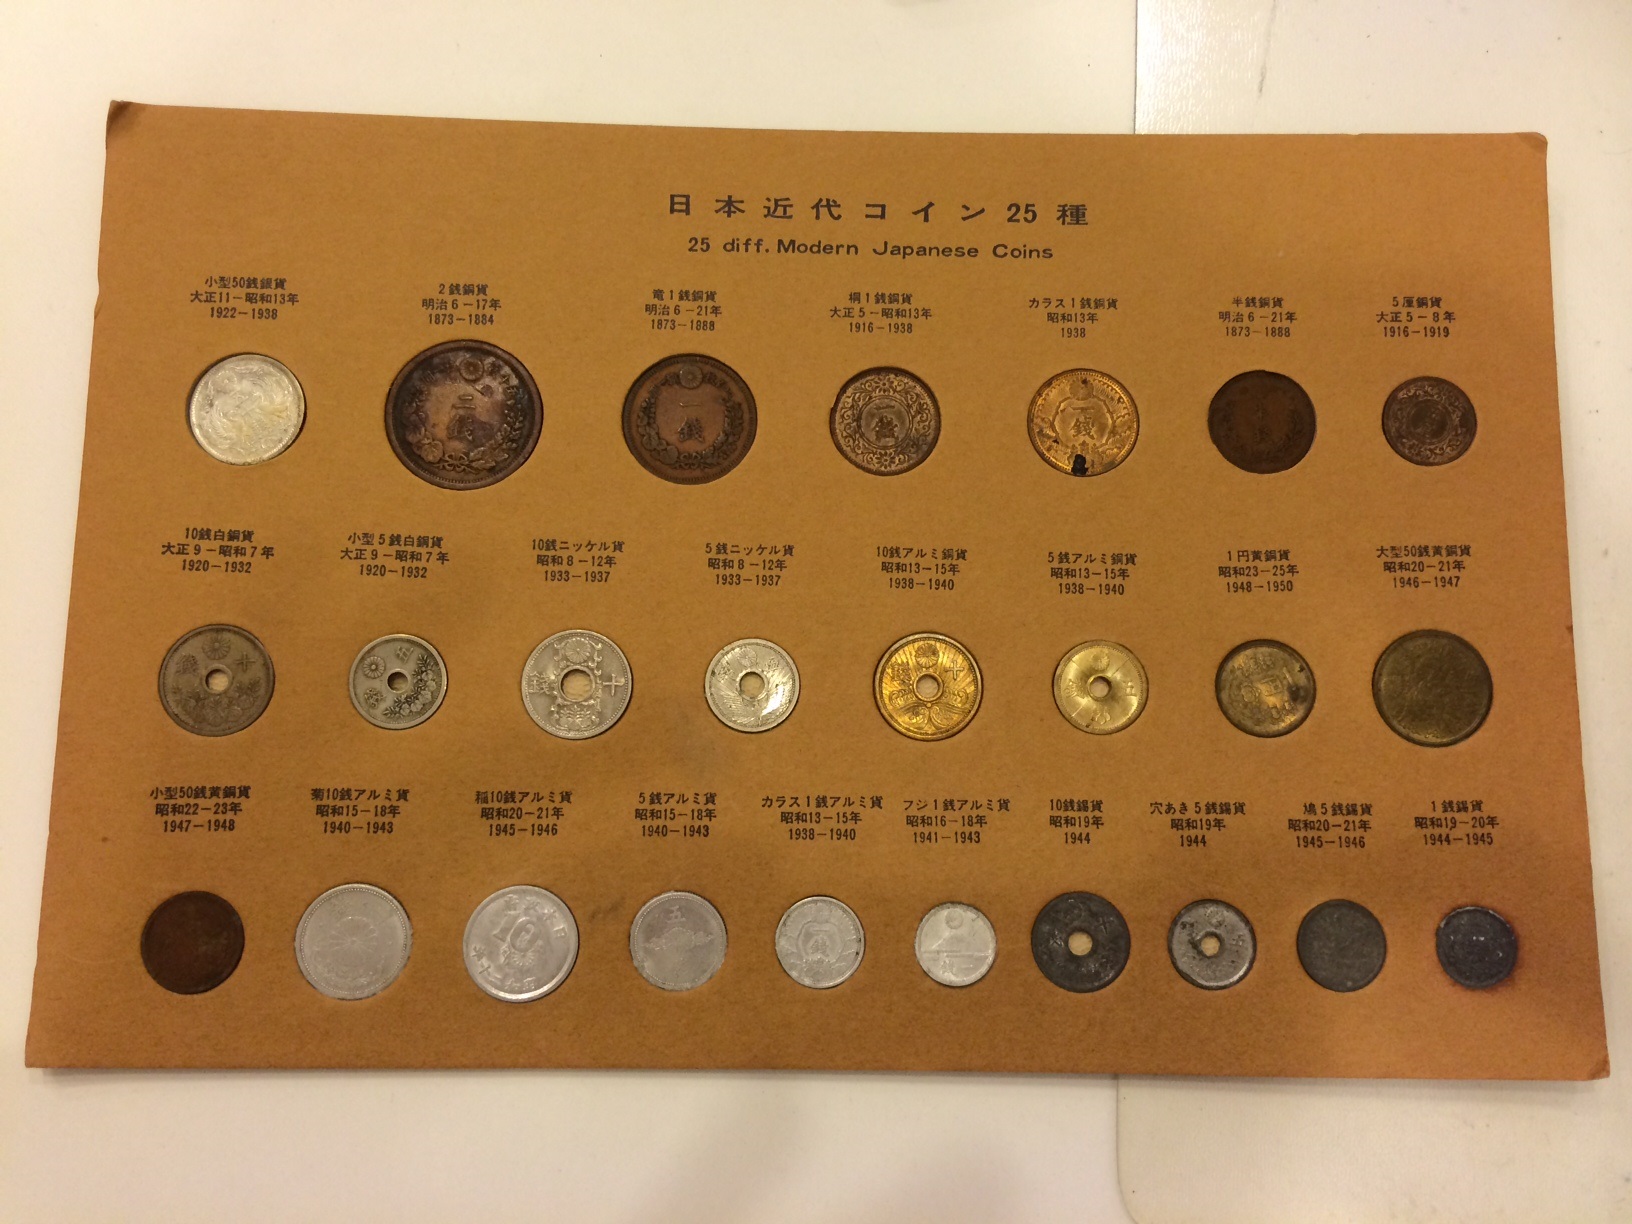 日本近代コイン25種
25 diff. Modern Japanese Coins
小型50銭銀貨
大正11－昭和13年
1922－1938
2銭銅貨
明治6－17年
1873－1884
竜1銭銅貨
明治6－21年
1873－1888
桐1銭銅貨
大正5－昭和13年
1916－1938
カラス1銭銅貨
昭和13年
1938
半銭銅貨
明治6－21年
1873－1888
5厘銅貨
大正5－8年
1916－1919
10銭白銅貨
大正9－昭和7年
1920－1932
小型5銭白銅貨
大正9－昭和7年
1920－1932
10銭ニッケル貨
昭和8－12年
1933－1937
5銭ニッケル貨
昭和8－12年
1933－1937
10銭アルミ銅貨
昭和13－15年
1938－1940
5銭アルミ銅貨
昭和13－15年
1938－1940
1円黄銅貨
昭和23－25年
1948－1950
大型50銭黄銅貨
昭和20－21年
1946－1947
小型50銭黄銅貨
昭和22－23年
1947－1948
菊10銭アルミ貨
昭和15－18年
1940－1943
稲10銭アルミ貨
昭和20－21年
1945－1946
5銭アルミ貨
昭和15－18年
1940－1943
カラス1銭アルミ貨
昭和13－15年
1938－1940
フジ1銭アルミ貨
昭和16－18年
1941－1943
10銭錫貨
昭和19年
1944
穴あき5銭錫貨
昭和19年
1944
鳩5銭錫貨
昭和20－21年
1945－1946
1銭錫貨
昭和19－20年
1944－1945
二銭
一銭
一銭
一銭
十銭
五銭
十銭
十銭
五
10
五